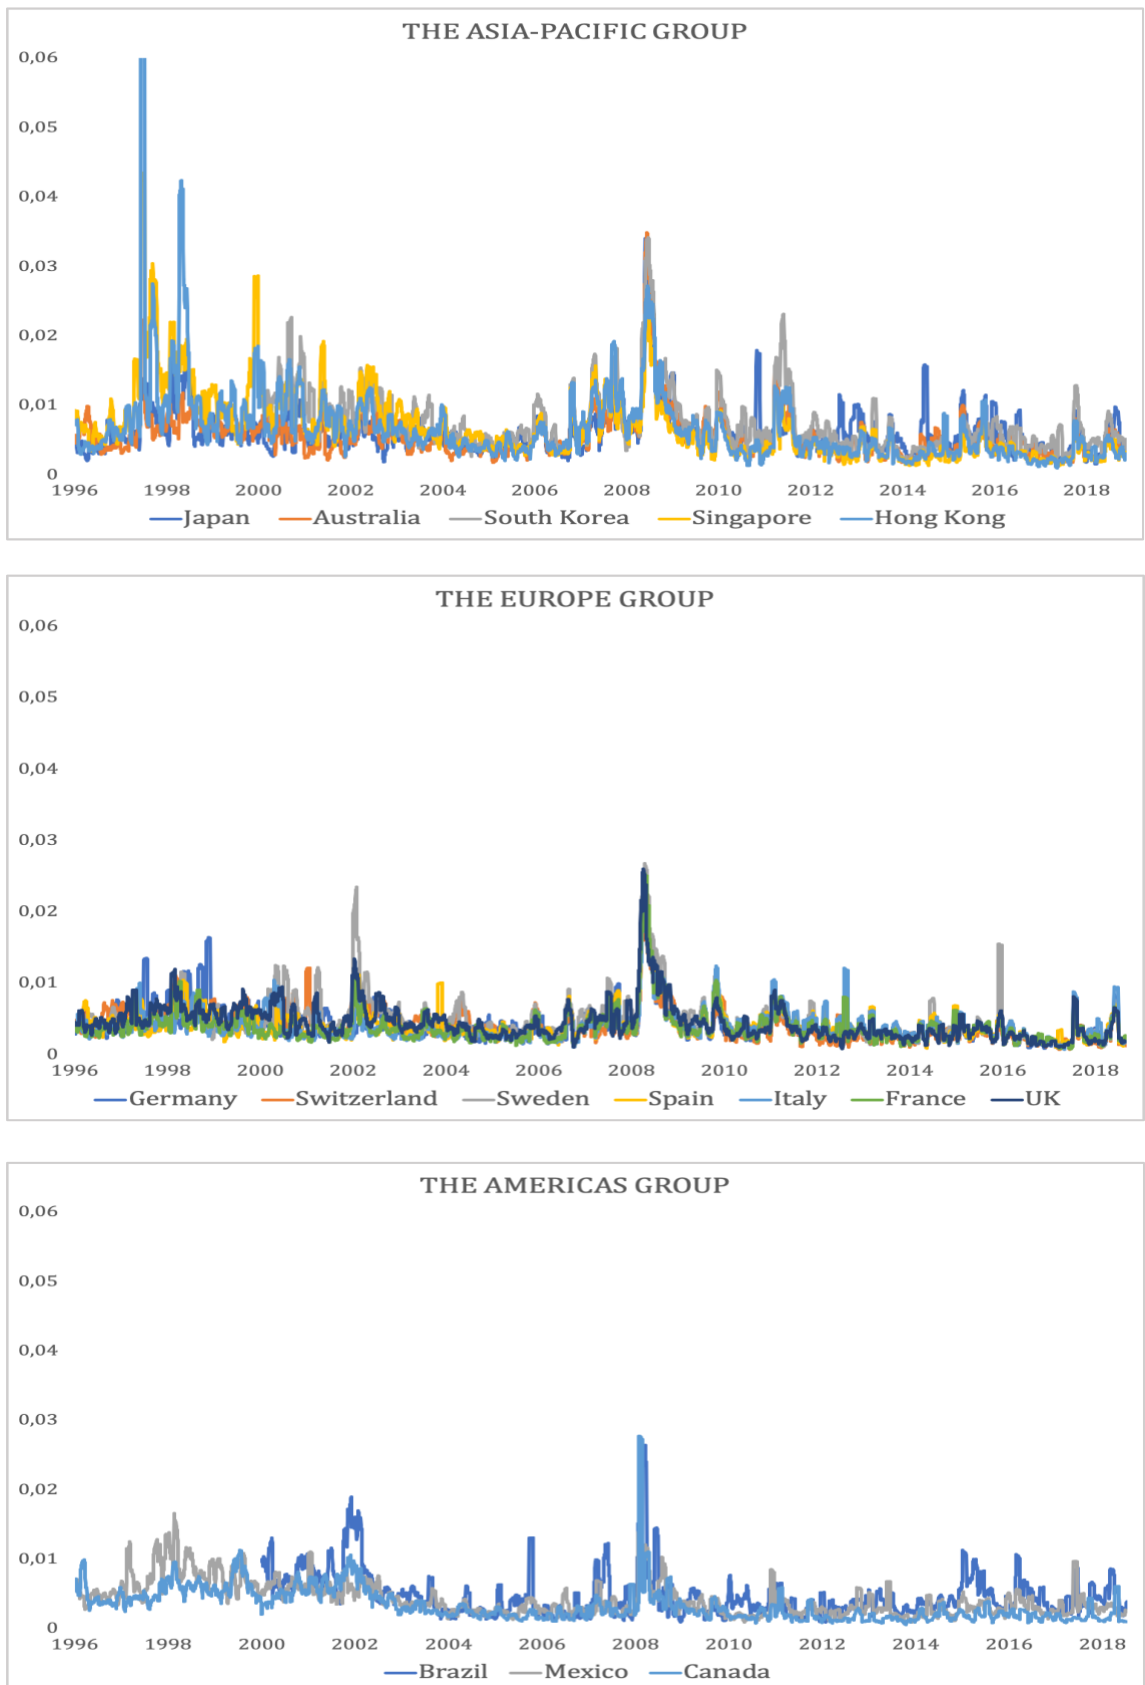 THE ASIA-PACIFIC GROUP
0,06
0,05
0,04
0,03
0,02
0,01
0
1996 1998 2000 2002 2004 2006 2008 2010 2012 2014 2016 2018
Japan Australia South Korea Singapore Hong Kong
THE EUROPE GROUP
0,06
0,05
0,04
0,03
0,02
0,01
0
1996 1998 2000 2002 2004 2006 2008 2010 2012 2014 2016 2018
Germany Switzerland Sweden Spain Italy France UK
THE AMERICAS GROUP
0,06
0,05
0,04
0,03
0,02
0,01
0
1996 1998 2000 2002 2004 2006 2008 2010 2012 2014 2016 2018
Brazil Mexico Canada